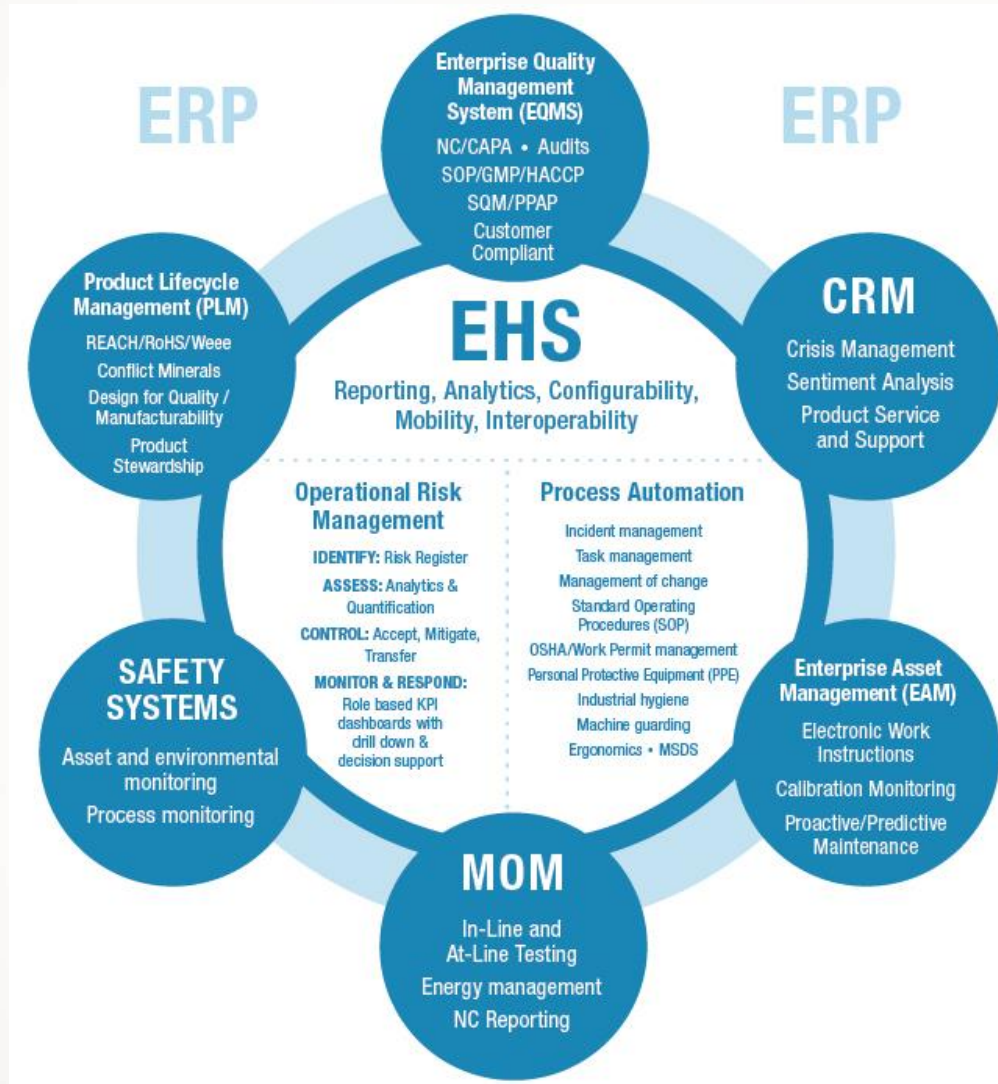 ERP
ERP
Enterprise Quality
Management
System (EQMS)
NC/CAPA • Audits
SOP/GMP/HACCP
SQM/PPAP
Customer
Compliant
Product Lifecycle
Management (PLM)
REACH/RoHS/Weee
Conflict Minerals
Design for Quality /
Manufacturability
Product
Stewardship
CRM
Crisis Management
Sentiment Analysis
Product Service
and Support
EHS
Reporting, Analytics, Configurability,
Mobility, Interoperability
Operational Risk
Management
IDENTIFY: Risk Register
ASSESS: Analytics &
Quantification
CONTROL: Accept, Mitigate,
Transfer
MONITOR & RESPOND:
Role based KPI
dashboards with
drill down &
decision support
Process Automation
Incident management
Task management
Management of change
Standard Operating
Procedures (SOP)
OSHA/Work Permit management
Personal Protective Equipment (PPE)
Industrial hygiene
Machine guarding
Ergonomics • MSDS
SAFETY
SYSTEMS
Asset and environmental
monitoring
Process monitoring
Enterprise Asset
Management (EAM)
Electronic Work
Instructions
Calibration Monitoring
Proactive/Predictive
Maintenance
MOM
In-Line and
At-Line Testing
Energy management
NC Reporting